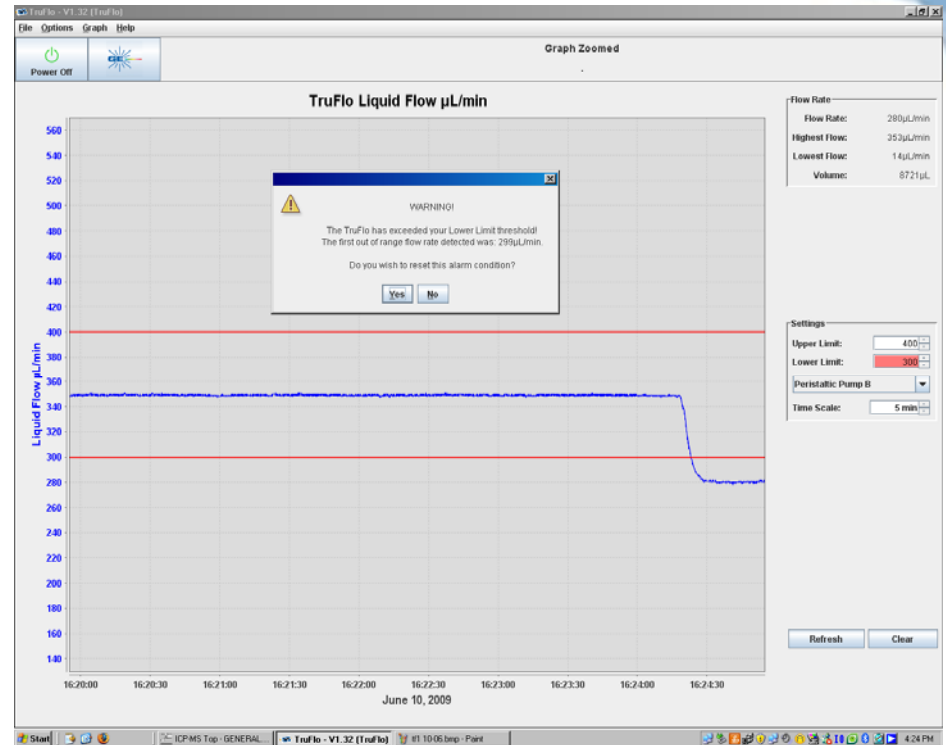 TruFlo - V1.32 (TruFlo)
File Options Graph Help
Power Off
GE
Graph Zoomed
.
TruFlo Liquid Flow µL/min
Flow Rate
Flow Rate: 280µL/min
Highest Flow: 353µL/min
Lowest Flow: 14µL/min
Volume: 8721µL
560
540
520
500
480
460
440
420
400
380
360
340
320
300
280
260
240
220
200
180
160
140
Liquid Flow µL/min
WARNING!
The TruFlo has exceeded your Lower Limit threshold!
The first out of range flow rate detected was: 299µL/min.
Do you wish to reset this alarm condition?
Yes No
Settings
Upper Limit: 400
Lower Limit: 300
Peristaltic Pump B
Time Scale: 5 min
Refresh Clear
16:20:00 16:20:30 16:21:00 16:21:30 16:22:00 16:22:30 16:23:00 16:23:30 16:24:00 16:24:30
June 10, 2009
Start ICP-MS Top - GENERAL... TruFlo - V1.32 (TruFlo) #1 10-06.bmp - Paint 4:24 PM